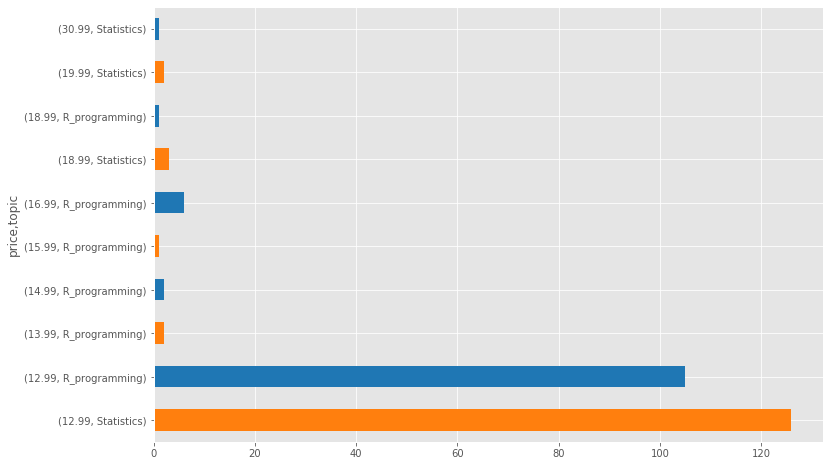 (30.99, Statistics)
(19.99, Statistics)
(18.99, R_programming)
(18.99, Statistics)
(16.99, R_programming)
(15.99, R_programming)
(14.99, R_programming)
(13.99, R_programming)
(12.99, R_programming)
(12.99, Statistics)
price,topic
0 20 40 60 80 100 120